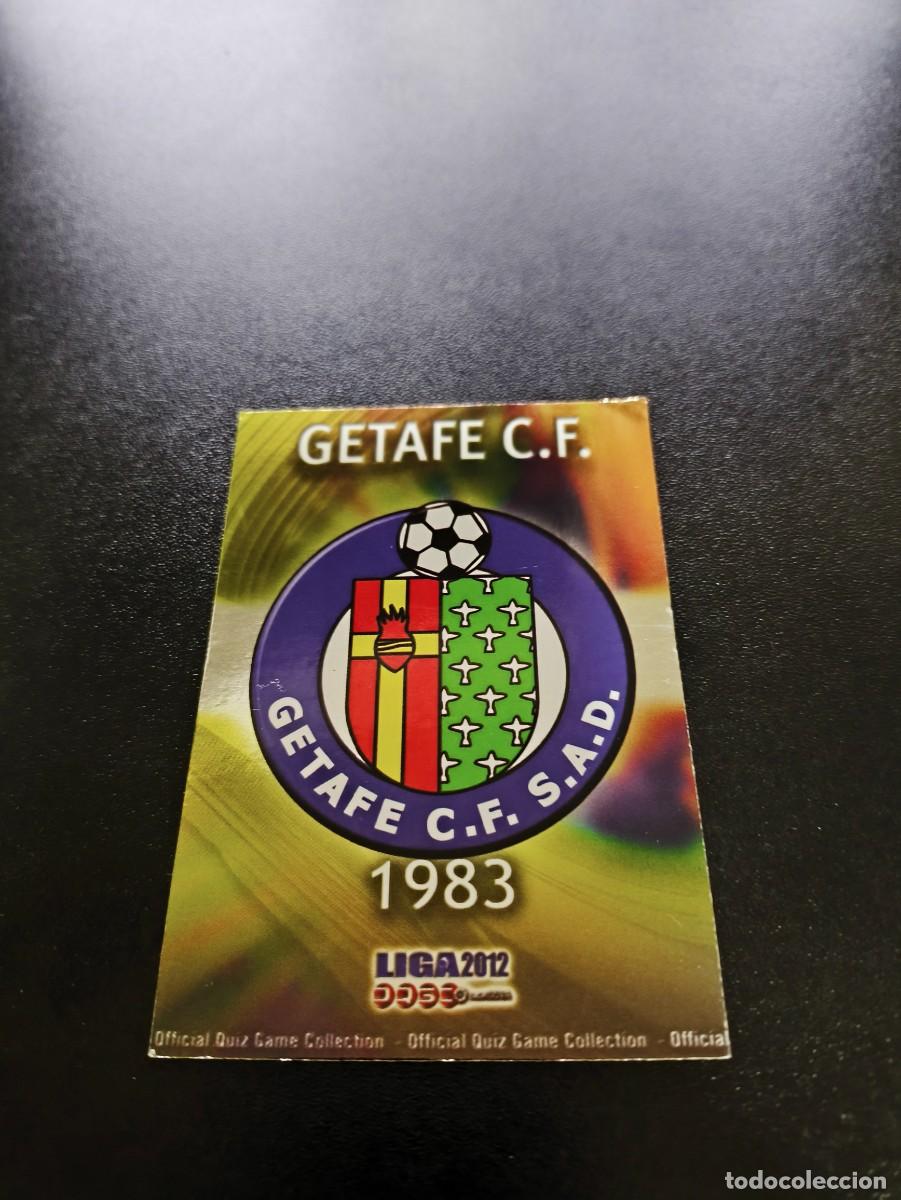 GETAFE C.F.
GETAFE C.F. S.A.D.
1983
LIGA2012
Official Quiz Game Collection - Official Quiz Game Collection - Official
todocoleccion